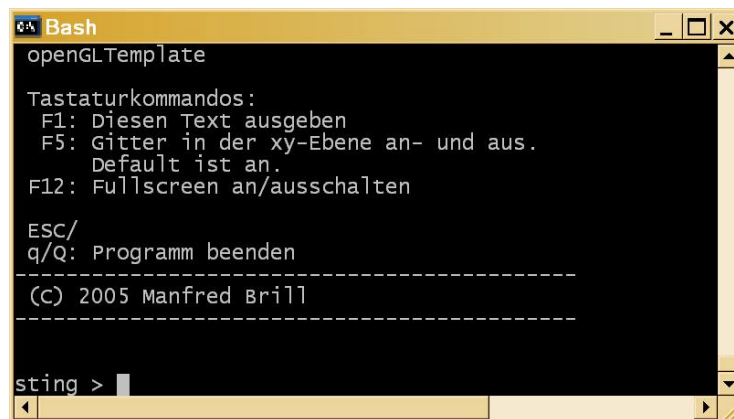 Bash
openGLTemplate
Tastaturkommandos:
F1: Diesen Text ausgeben
F5: Gitter in der xy-Ebene an- und aus.
Default ist an.
F12: Fullscreen an/ausschalten
ESC/
q/Q: Programm beenden
-------------------------------------------
(C) 2005 Manfred Brill
-------------------------------------------
sting >